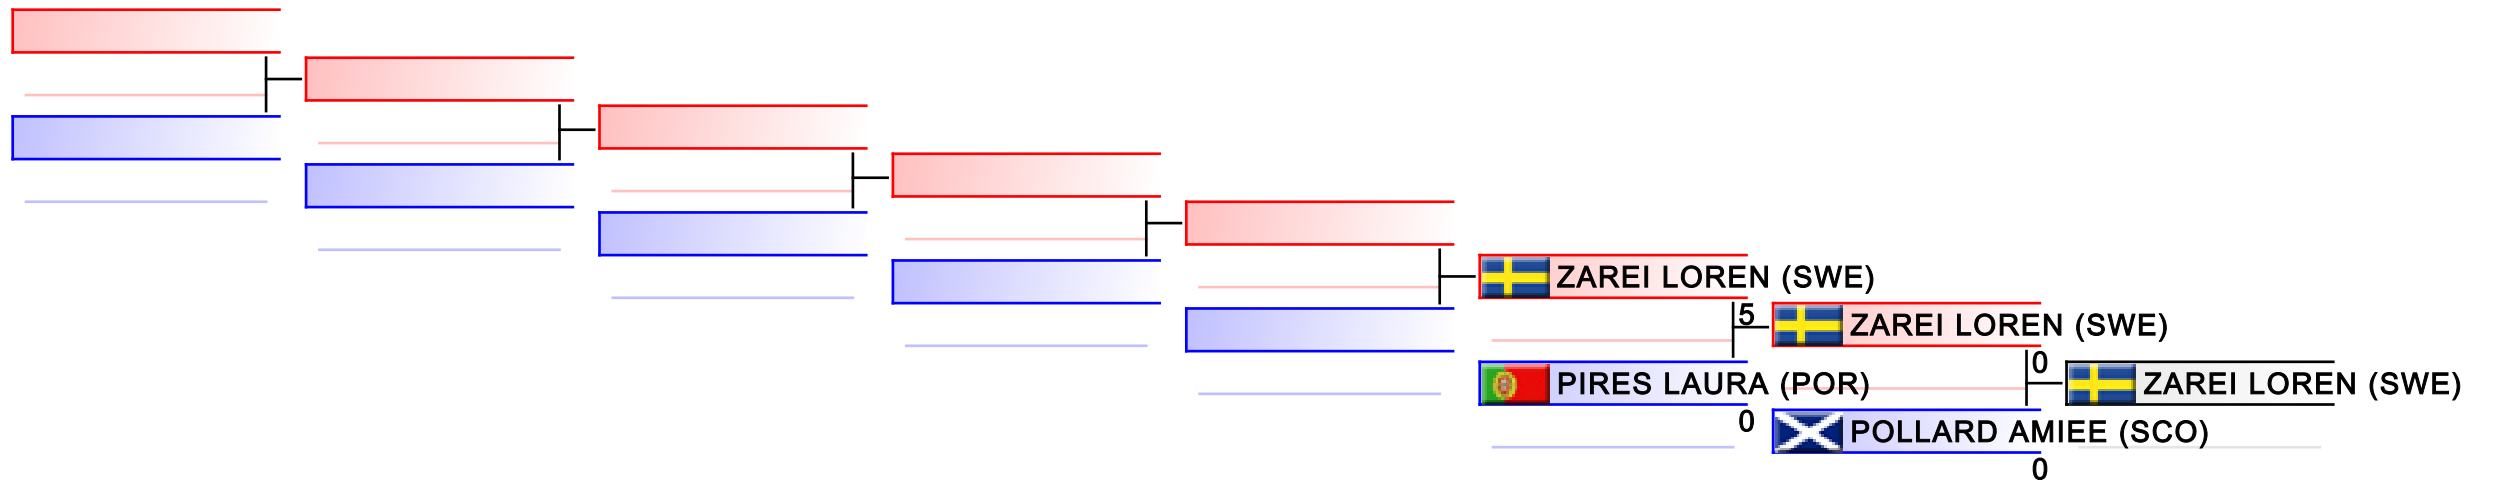 ZAREI LOREN (SWE)
5
ZAREI LOREN (SWE)
0
PIRES LAURA (POR)
0
ZAREI LOREN (SWE)
POLLARD AMIEE (SCO)
0